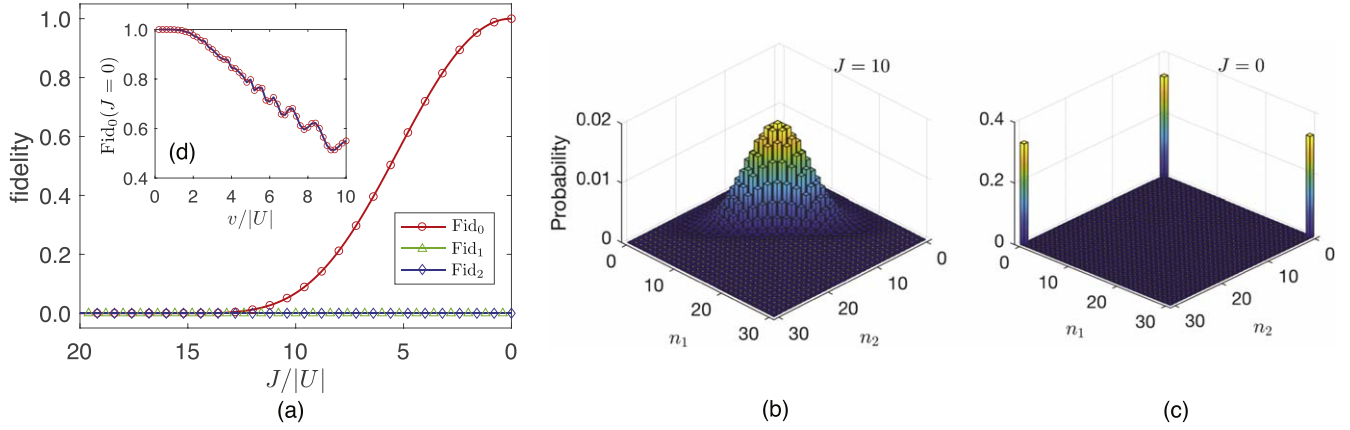 1.0
0.8
0.6
0.4
0.2
0.0
fidelity
20
15
10
5
0
J/|U|
(a)
1.0
0.8
0.6
0.4
Fid₀(J = 0)
(d)
0 2 4 6 8 10
v/|U|
Fid₀
Fid₁
Fid₂
J = 10
0.02
0.01
0
Probability
0
10
20
30
n₁
0
10
20
30
n₂
(b)
J = 0
0.4
0.2
0
0
10
20
30
n₁
0
10
20
30
n₂
(c)